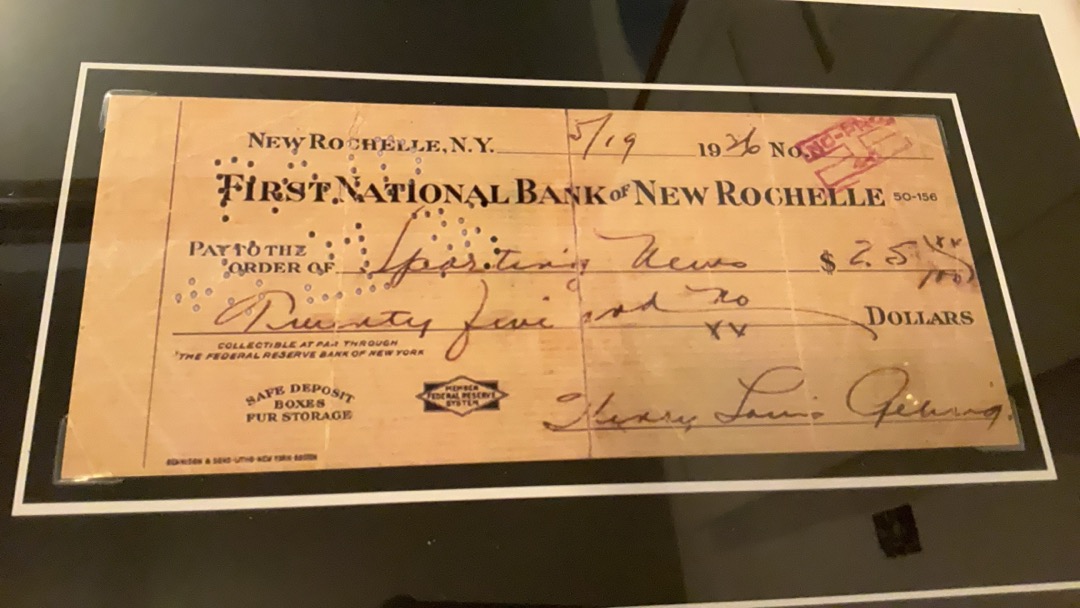 NEW ROCHELLE, N.Y. 5/19 1936 No.
FIRST NATIONAL BANK OF NEW ROCHELLE 50-156
PAY TO THE
ORDER OF Sporting News $ 25 xx/100
Twenty five and no/xx DOLLARS
COLLECTIBLE AT PAR THROUGH
THE FEDERAL RESERVE BANK OF NEW YORK
SAFE DEPOSIT
BOXES
FUR STORAGE
MEMBER
FEDERAL RESERVE
SYSTEM
Henry Louis Gehrig